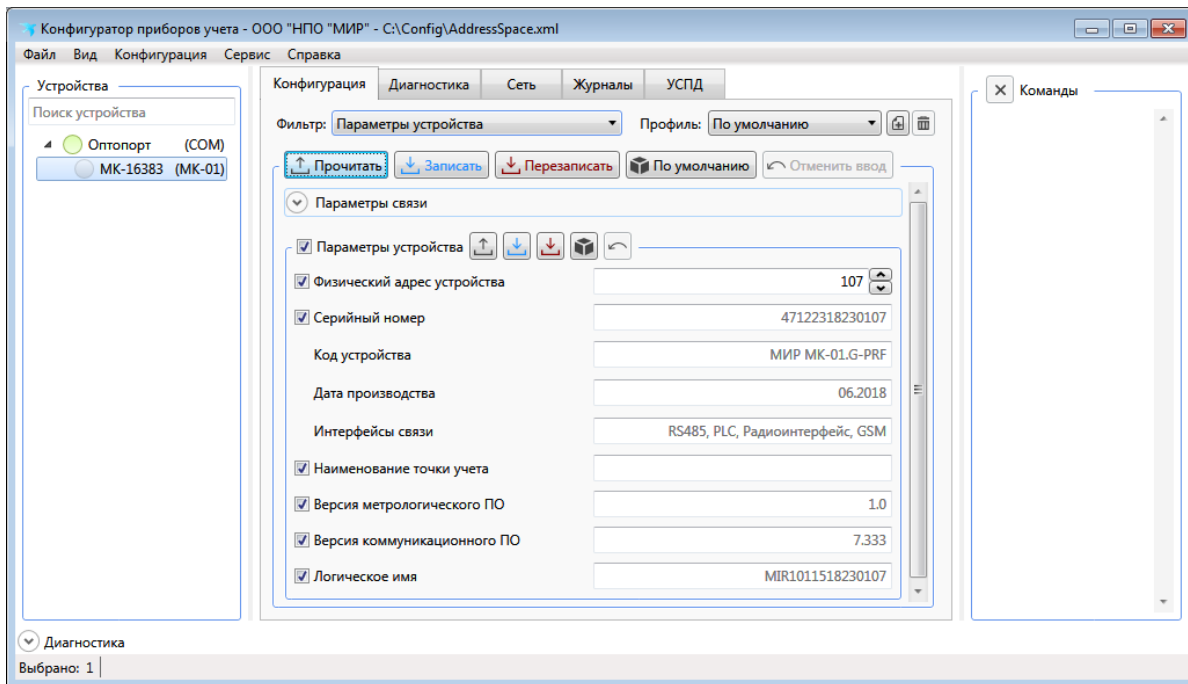 Конфигуратор приборов учета - ООО "НПО "МИР" - C:\Config\AddressSpace.xml
Файл Вид Конфигурация Сервис Справка
Устройства
Поиск устройства
Оптопорт (COM)
МК-16383 (МК-01)
Конфигурация Диагностика Сеть Журналы УСПД
Фильтр: Параметры устройства Профиль: По умолчанию
Прочитать Записать Перезаписать По умолчанию Отменить ввод
Параметры связи
Параметры устройства
Физический адрес устройства 107
Серийный номер 47122318230107
Код устройства МИР МК-01.G-PRF
Дата производства 06.2018
Интерфейсы связи RS485, PLC, Радиоинтерфейс, GSM
Наименование точки учета
Версия метрологического ПО 1.0
Версия коммуникационного ПО 7.333
Логическое имя MIR1011518230107
Команды
Диагностика
Выбрано: 1